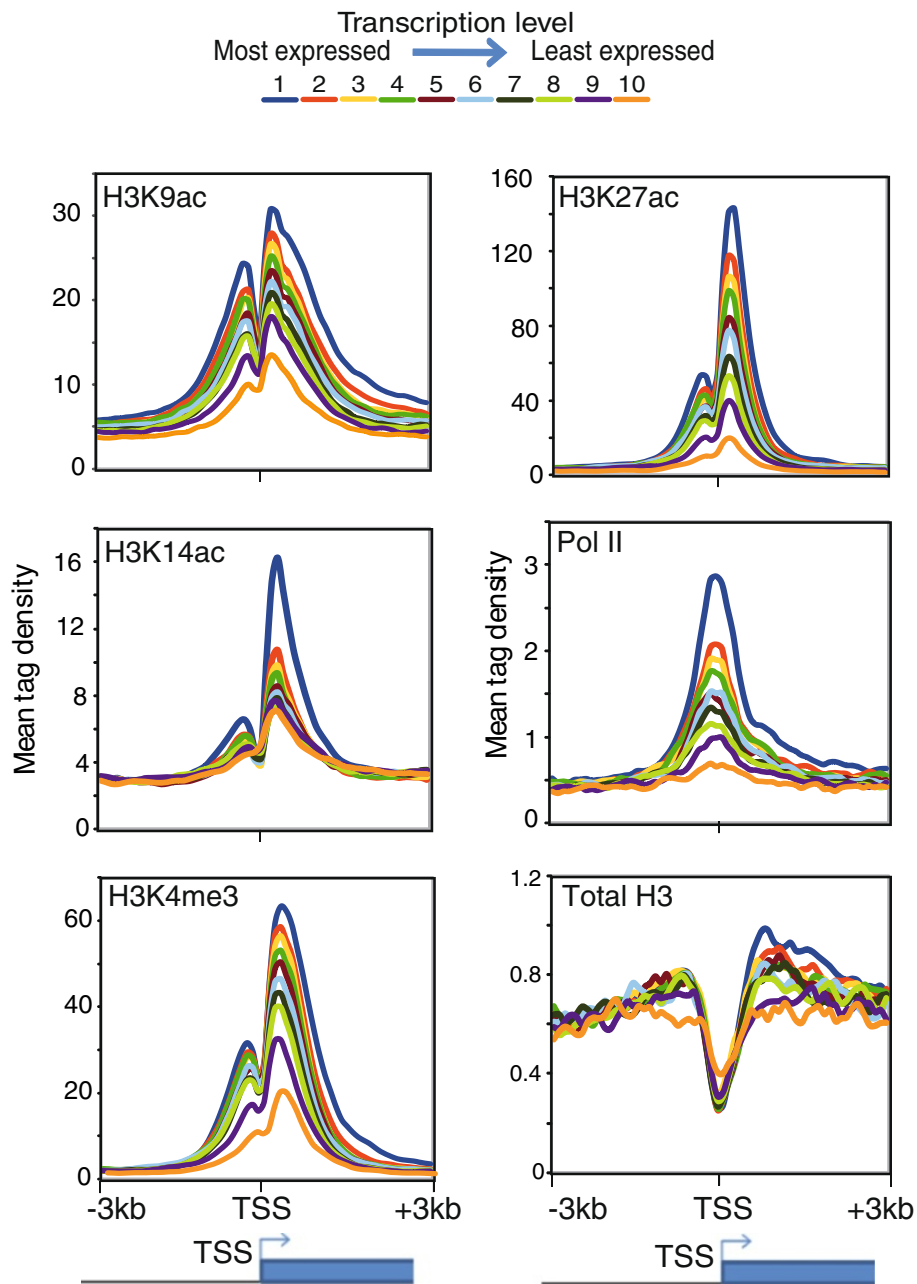 Transcription level
Most expressed Least expressed
1 2 3 4 5 6 7 8 9 10
H3K9ac
30
20
10
0
H3K27ac
160
120
80
40
0
H3K14ac
16
12
8
4
0
Mean tag density
Pol II
3
2
1
0
Mean tag density
H3K4me3
60
40
20
0
-3kb TSS +3kb
TSS
Total H3
1.2
0.8
0.4
0
-3kb TSS +3kb
TSS